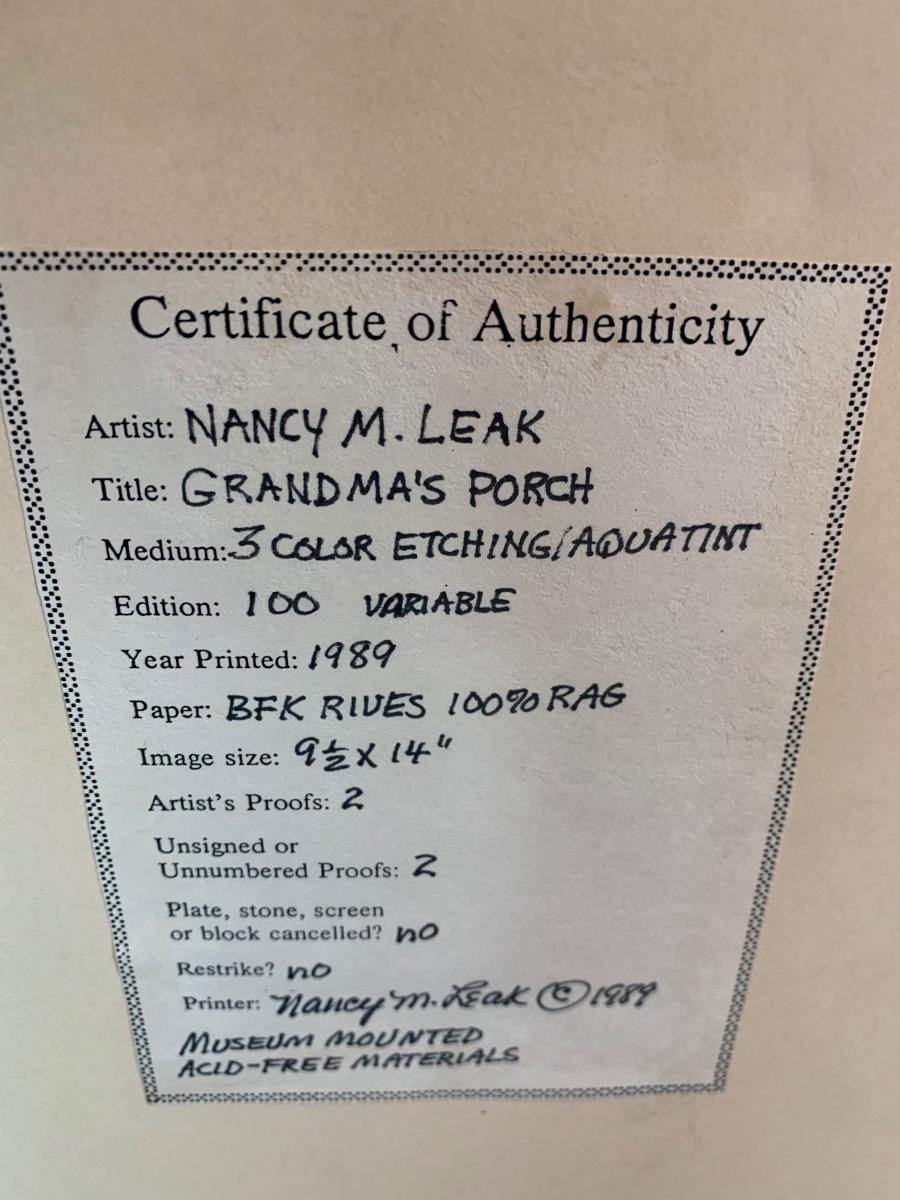 Certificate of Authenticity
Artist: NANCY M. LEAK
Title: GRANDMA'S PORCH
Medium: 3 COLOR ETCHING/AQUATINT
Edition: 100 VARIABLE
Year Printed: 1989
Paper: BFK RIVES 100% RAG
Image size: 9½ X 14"
Artist's Proofs: 2
Unsigned or
Unnumbered Proofs: 2
Plate, stone, screen
or block cancelled? no
Restrike? no
Printer: Nancy M. Leak © 1989
MUSEUM MOUNTED
ACID-FREE MATERIALS